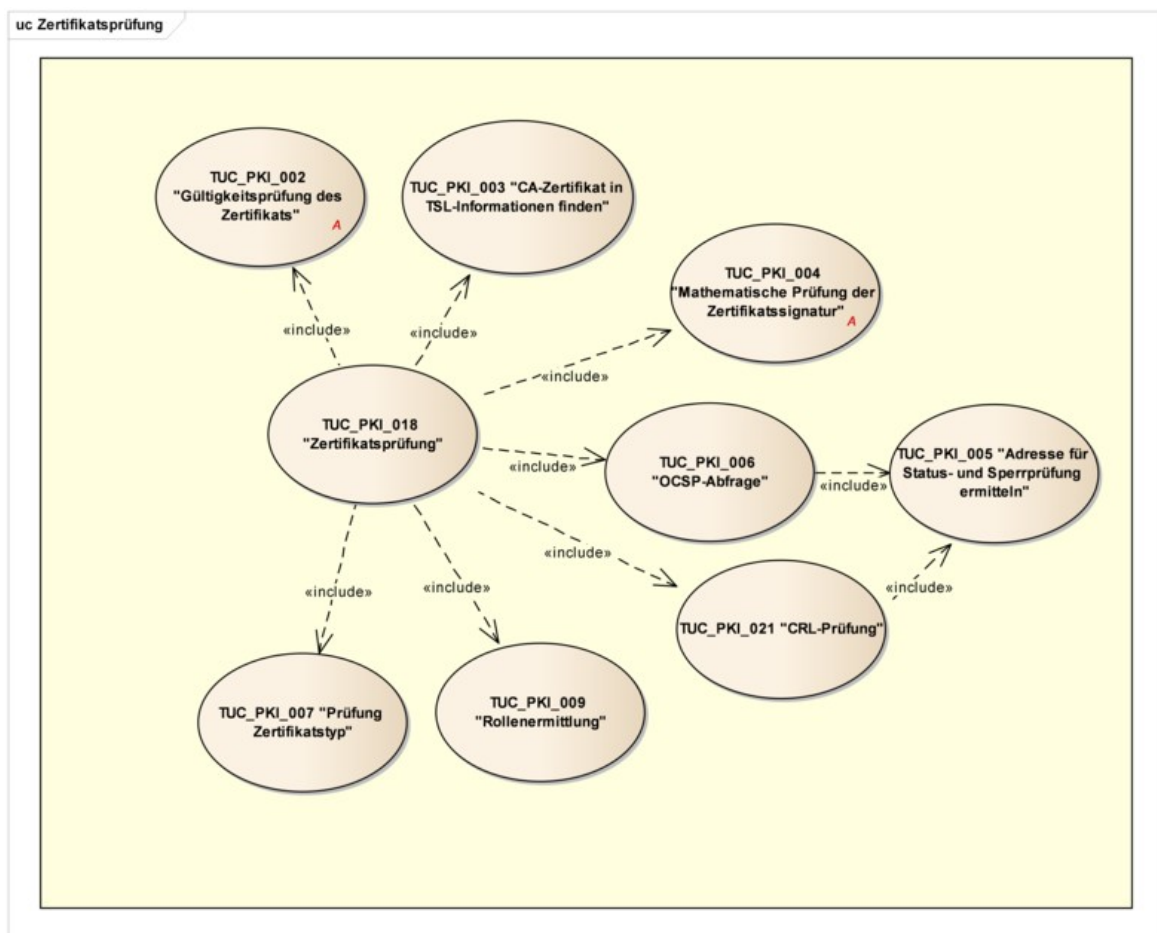 uc Zertifikatsprüfung
TUC_PKI_002
"Gültigkeitsprüfung des
Zertifikats"
A
TUC_PKI_003 "CA-Zertifikat in
TSL-Informationen finden"
TUC_PKI_004
"Mathematische Prüfung der
Zertifikatssignatur"
A
«include»
«include»
«include»
TUC_PKI_018
"Zertifikatsprüfung"
«include»
TUC_PKI_006
"OCSP-Abfrage"
«include»
TUC_PKI_005 "Adresse für
Status- und Sperrprüfung
ermitteln"
«include»
«include»
«include»
«include»
TUC_PKI_021 "CRL-Prüfung"
TUC_PKI_007 "Prüfung
Zertifikatstyp"
TUC_PKI_009
"Rollenermittlung"